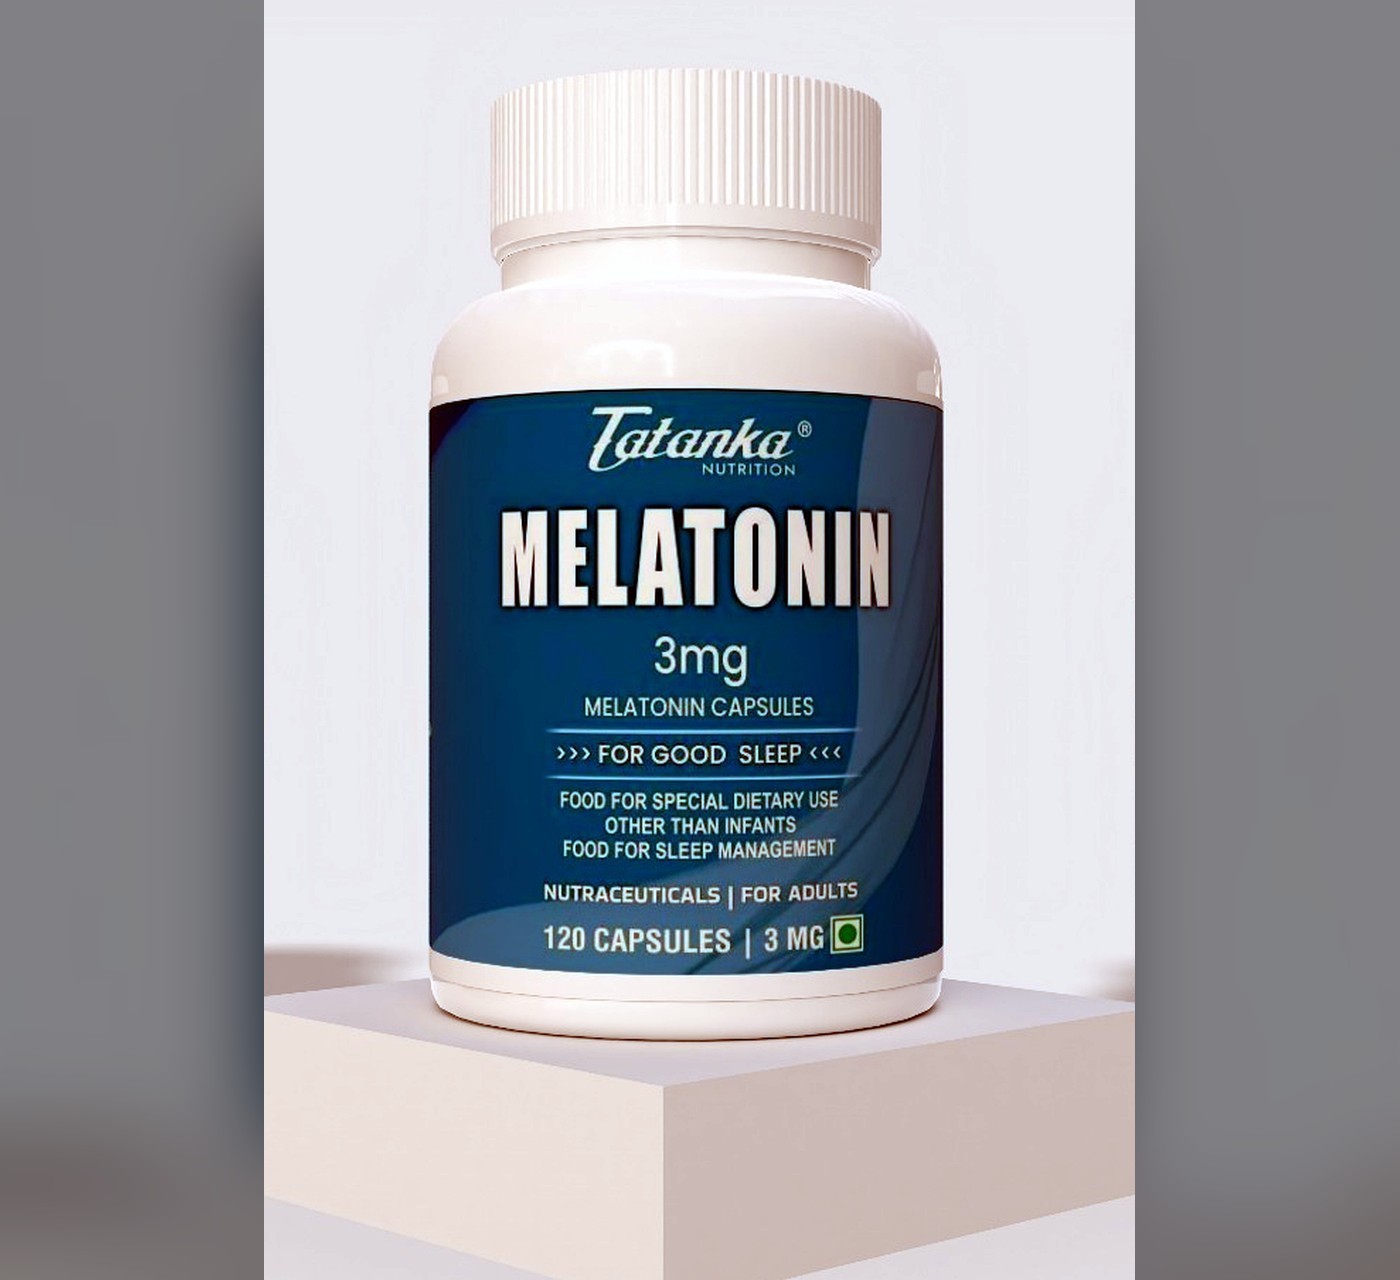 Tatanka®
NUTRITION
MELATONIN
3mg
MELATONIN CAPSULES
››› FOR GOOD SLEEP ‹‹‹
FOOD FOR SPECIAL DIETARY USE
OTHER THAN INFANTS
FOOD FOR SLEEP MANAGEMENT
NUTRACEUTICALS | FOR ADULTS
120 CAPSULES | 3 MG